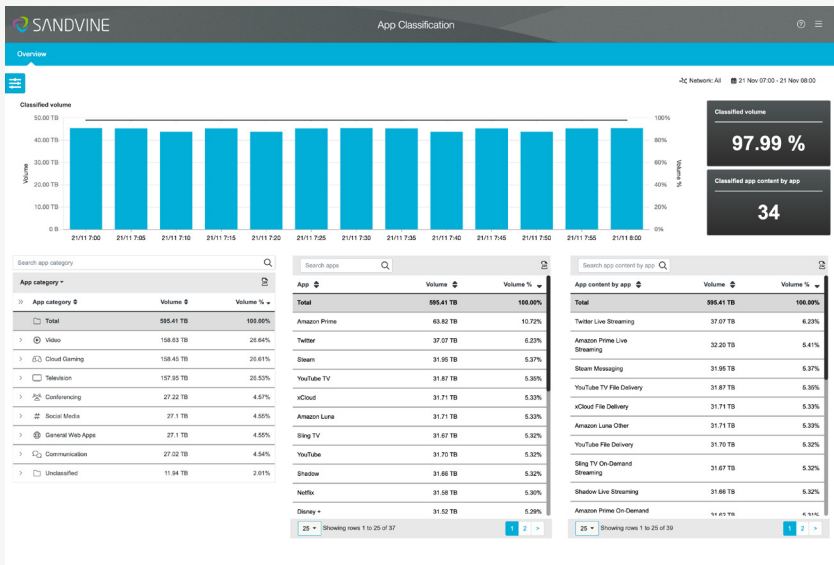 SANDVINE
App Classification
Overview
Network: All 21 Nov 07:00 - 21 Nov 08:00
Classified volume
50.00 TB
40.00 TB
30.00 TB
20.00 TB
10.00 TB
0 B
Volume
100%
80%
60%
40%
20%
0%
Volume %
21/11 7:00 21/11 7:05 21/11 7:10 21/11 7:15 21/11 7:20 21/11 7:25 21/11 7:30 21/11 7:35 21/11 7:40 21/11 7:45 21/11 7:50 21/11 7:55 21/11 8:00
Classified volume
97.99 %
Classified app content by app
34
Search app category
App category
App category Volume Volume %
Total 595.41 TB 100.00%
Video 158.63 TB 26.64%
Cloud Gaming 158.45 TB 26.61%
Television 157.95 TB 26.53%
Conferencing 27.22 TB 4.57%
Social Media 27.1 TB 4.55%
General Web Apps 27.1 TB 4.55%
Communication 27.02 TB 4.54%
Unclassified 11.94 TB 2.01%
Search apps
App Volume Volume %
Total 595.41 TB 100.00%
Amazon Prime 63.82 TB 10.72%
Twitter 37.07 TB 6.23%
Steam 31.95 TB 5.37%
YouTube TV 31.87 TB 5.35%
xCloud 31.71 TB 5.33%
Amazon Luna 31.71 TB 5.33%
Sling TV 31.67 TB 5.32%
YouTube 31.70 TB 5.32%
Shadow 31.66 TB 5.32%
Netflix 31.58 TB 5.30%
Disney + 31.52 TB 5.29%
25 Showing rows 1 to 25 of 37 1 2 >
Search app content by app
App content by app Volume Volume %
Total 595.41 TB 100.00%
Twitter Live Streaming 37.07 TB 6.23%
Amazon Prime Live
Streaming 32.20 TB 5.41%
Steam Messaging 31.95 TB 5.37%
YouTube TV File Delivery 31.87 TB 5.35%
xCloud File Delivery 31.71 TB 5.33%
Amazon Luna Other 31.71 TB 5.33%
YouTube File Delivery 31.70 TB 5.32%
Sling TV On-Demand
Streaming 31.67 TB 5.32%
Shadow Live Streaming 31.66 TB 5.32%
Amazon Prime On-Demand
25 Showing rows 1 to 25 of 39 1 2 >